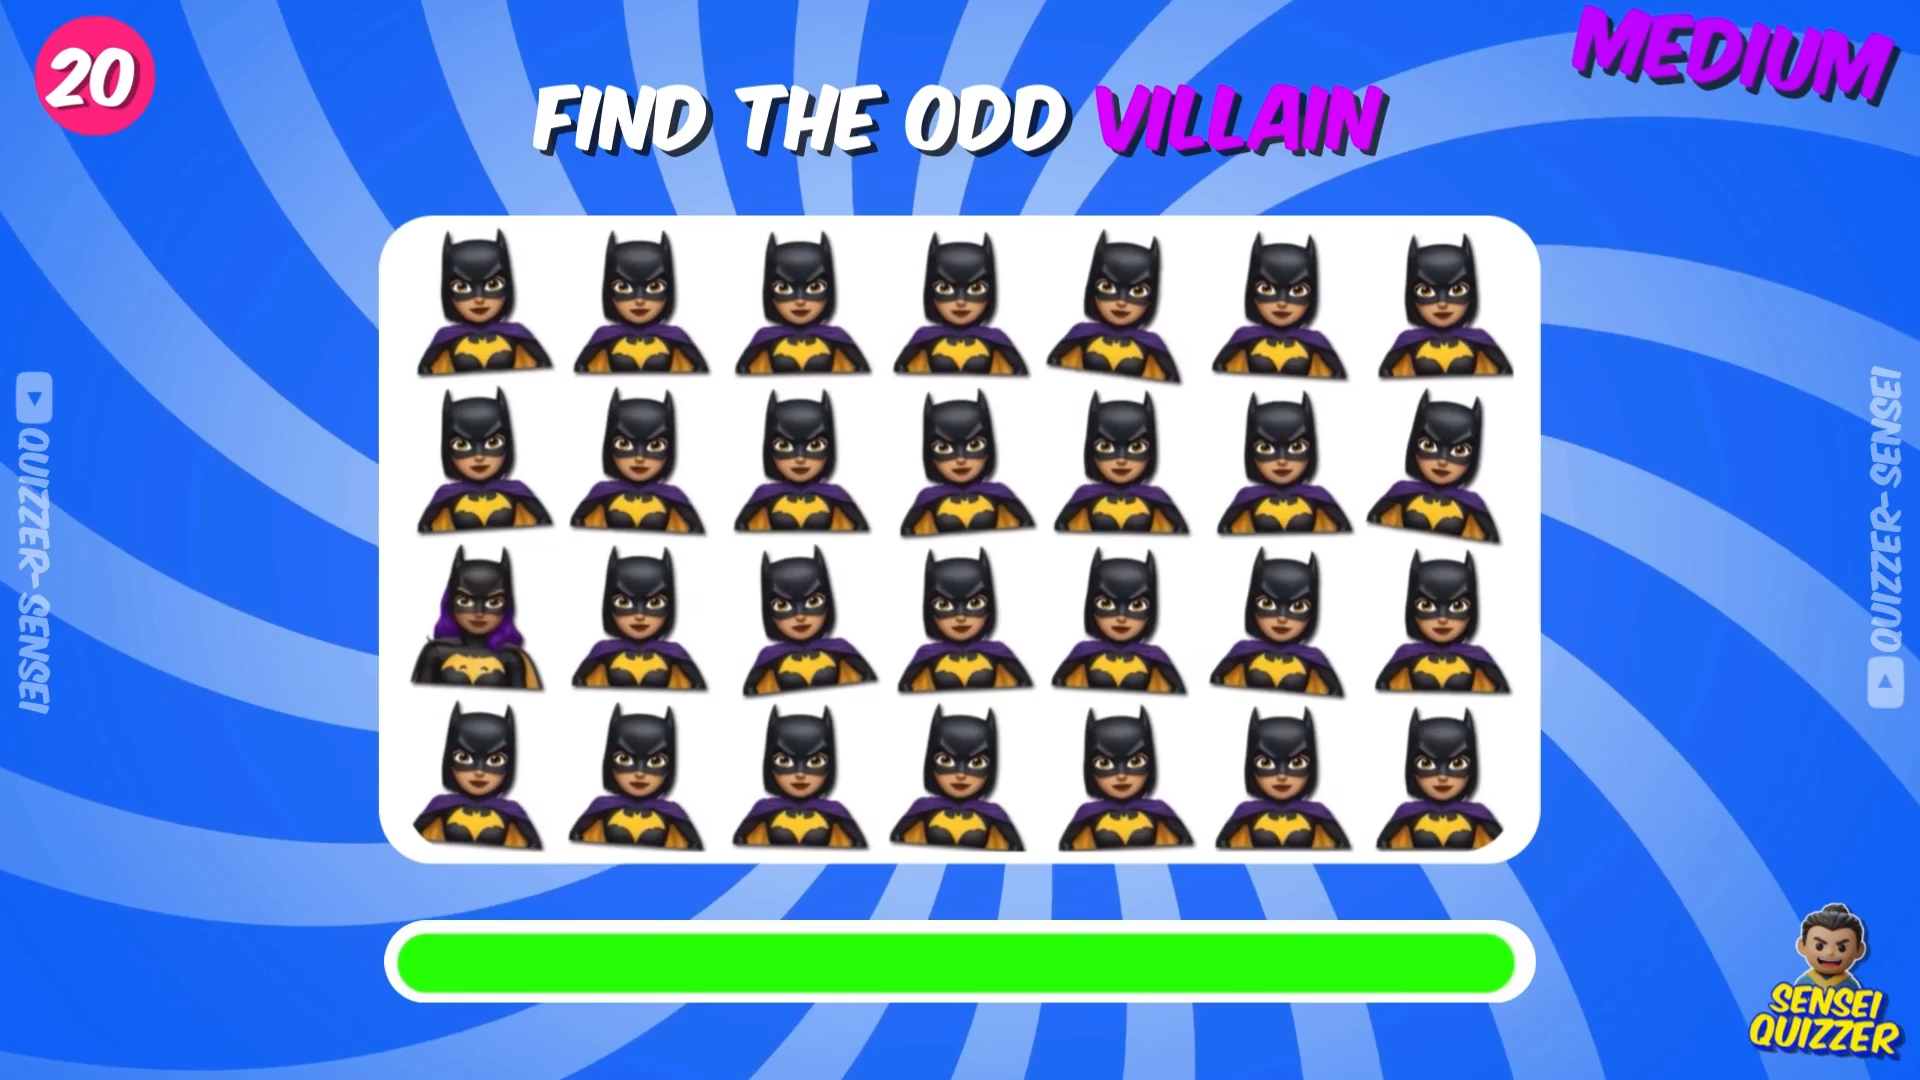 20
MEDIUM
FIND THE ODD VILLAIN
QUIZZER-SENSEI
QUIZZER-SENSEI
SENSEI
QUIZZER